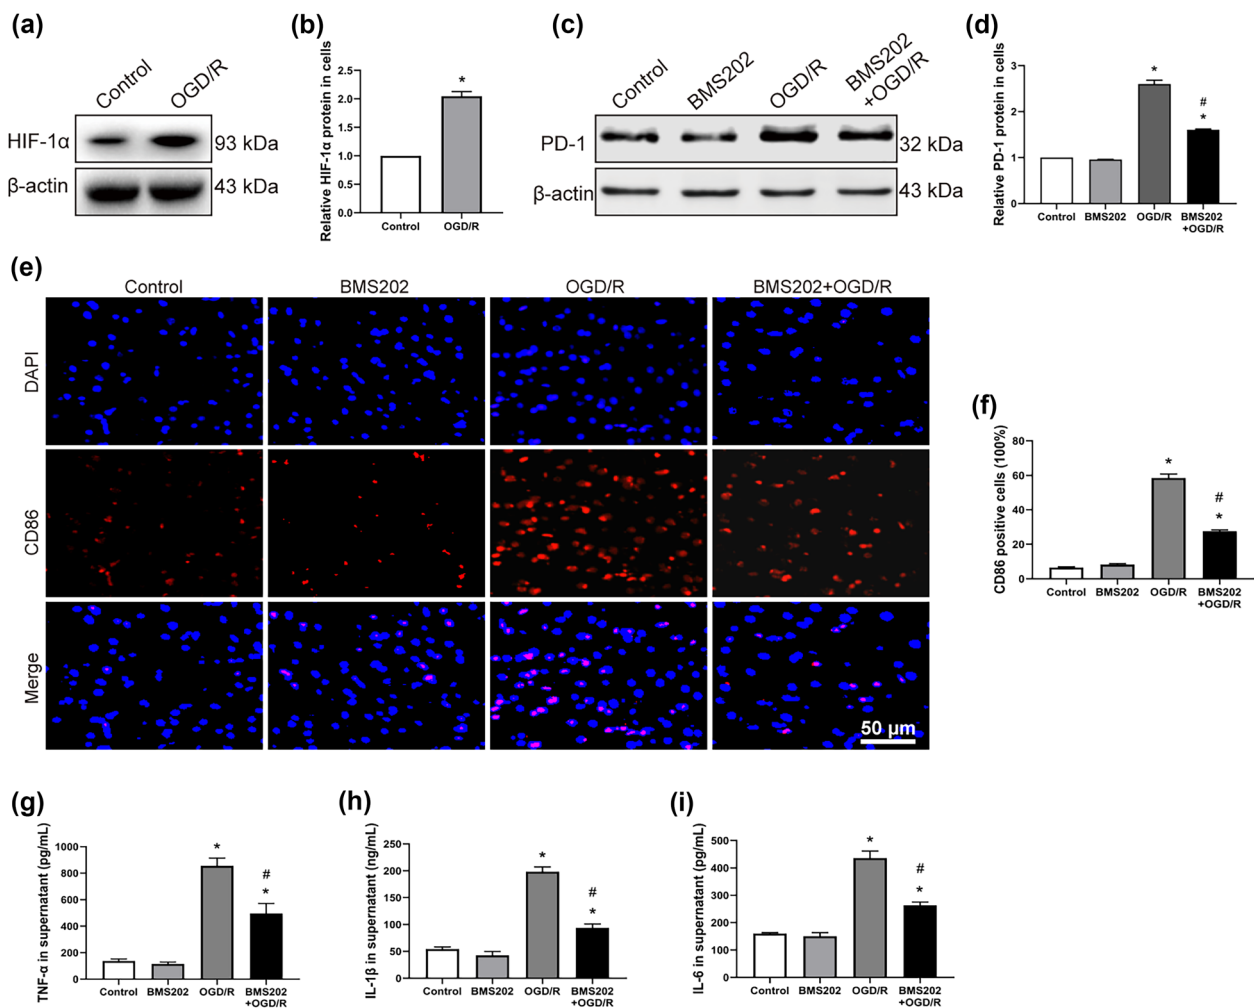 (a)
Control
OGD/R
HIF-1α
93 kDa
β-actin
43 kDa
(b)
Relative HIF-1α protein in cells
2.5
2.0
1.5
1.0
0.5
0.0
*
Control
OGD/R
(c)
Control
BMS202
OGD/R
BMS202
+OGD/R
PD-1
32 kDa
β-actin
43 kDa
(d)
Relative PD-1 protein in cells
3
2
1
0
*
#
*
Control
BMS202
OGD/R
BMS202
+OGD/R
(e)
Control
BMS202
OGD/R
BMS202+OGD/R
DAPI
CD86
Merge
50 µm
(f)
CD86 positive cells (100%)
80
60
40
20
0
*
#
*
Control
BMS202
OGD/R
BMS202
+OGD/R
(g)
TNF-α in supernatant (pg/mL)
1000
800
600
400
200
0
*
#
*
Control
BMS202
OGD/R
BMS202
+OGD/R
(h)
IL-1β in supernatant (ng/mL)
250
200
150
100
50
0
*
#
*
Control
BMS202
OGD/R
BMS202
+OGD/R
(i)
IL-6 in supernatant (pg/mL)
500
400
300
200
100
0
*
#
*
Control
BMS202
OGD/R
BMS202
+OGD/R